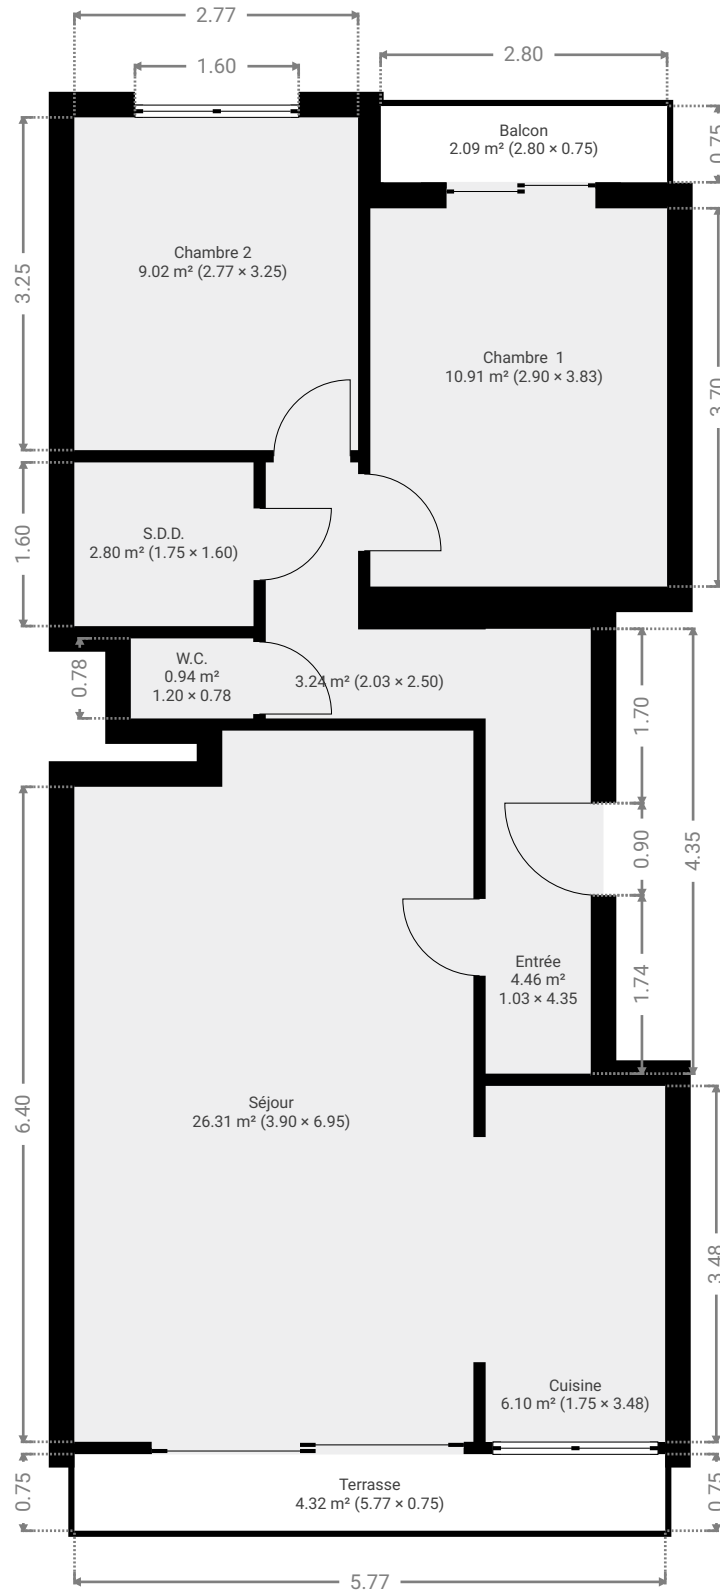 2.77
1.60
2.80
Balcon
2.09 m² (2.80 × 0.75)
0.75
Chambre 2
9.02 m² (2.77 × 3.25)
3.25
Chambre 1
10.91 m² (2.90 × 3.83)
3.70
S.D.D.
2.80 m² (1.75 × 1.60)
1.60
W.C.
0.94 m²
1.20 × 0.78
0.78
3.24 m² (2.03 × 2.50)
1.70
0.90
4.35
1.74
Entrée
4.46 m²
1.03 × 4.35
Séjour
26.31 m² (3.90 × 6.95)
6.40
3.48
Cuisine
6.10 m² (1.75 × 3.48)
Terrasse
4.32 m² (5.77 × 0.75)
0.75
0.75
5.77